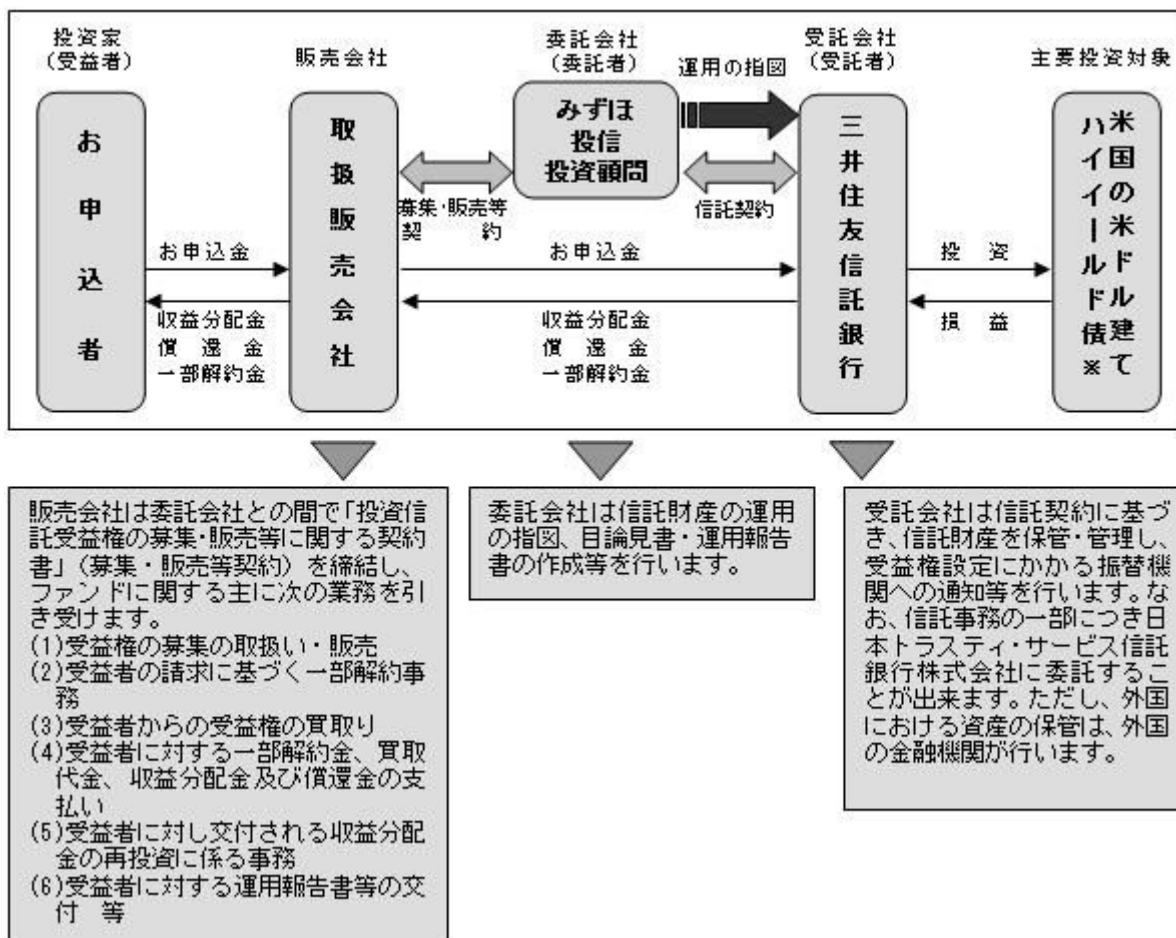 投資家
(受益者)
販売会社
委託会社
(委託者)
運用の指図
受託会社
(受託者)
主要投資対象
お申込者
取扱販売会社
みずほ
投信
投資顧問
三井住友信託銀行
米国の米ドル建て
ハイイールド債※
募集・販売等
契約
信託契約
お申込金
収益分配金
償還金
一部解約金
お申込金
収益分配金
償還金
一部解約金
投資
損益
販売会社は委託会社との間で「投資信
託受益権の募集・販売等に関する契約
書」(募集・販売等契約)を締結し、
ファンドに関する主に次の業務を引
き受けます。
(1)受益権の募集の取扱い・販売
(2)受益者の請求に基づく一部解約事
務
(3)受益者からの受益権の買取り
(4)受益者に対する一部解約金、買取
代金、収益分配金及び償還金の支
払い
(5)受益者に対し交付される収益分配
金の再投資に係る事務
(6)受益者に対する運用報告書等の交
付 等
委託会社は信託財産の運用
の指図、目論見書・運用報告
書の作成等を行います。
受託会社は信託契約に基づ
き、信託財産を保管・管理し、
受益権設定にかかる振替機
関への通知等を行います。な
お、信託事務の一部につき日
本トラスティ・サービス信託
銀行株式会社に委託するこ
とが出来ます。ただし、外国
における資産の保管は、外国
の金融機関が行います。